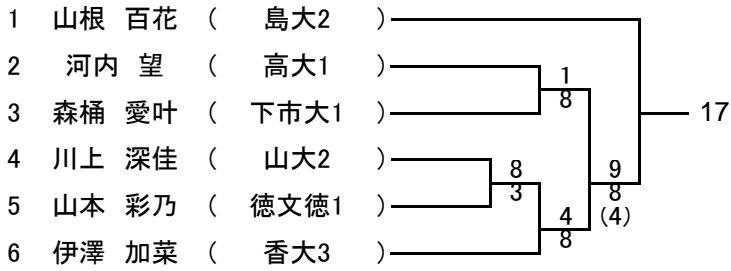 1 山根 百花 ( 島大2 )
2 河内 望 ( 高大1 )
1
8
3 森桶 愛叶 ( 下市大1 )
17
4 川上 深佳 ( 山大2 )
8
3
9
8
(4)
5 山本 彩乃 ( 徳文徳1 )
4
8
6 伊澤 加菜 ( 香大3 )